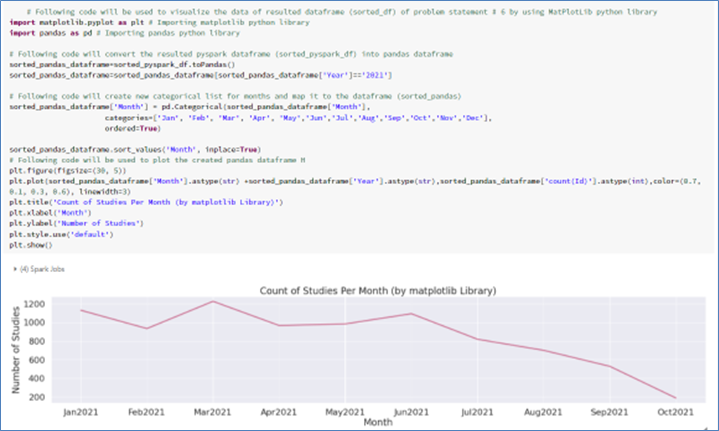 # Following code will be used to visualize the data of resulted dataframe (sorted_df) of problem statement # 6 by using MatPlotLib python library
import matplotlib.pyplot as plt # Importing matplotlib python library
import pandas as pd # Importing pandas python library
# Following code will convert the resulted pyspark dataframe (sorted_pyspark_df) into pandas dataframe
sorted_pandas_dataframe=sorted_pyspark_df.toPandas()
sorted_pandas_dataframe=sorted_pandas_dataframe[sorted_pandas_dataframe['Year']=='2021']
# Following code will create new categorical list for months and map it to the dataframe (sorted_pandas)
sorted_pandas_dataframe['Month'] = pd.Categorical(sorted_pandas_dataframe['Month'],
categories=['Jan', 'Feb', 'Mar', 'Apr', 'May','Jun','Jul','Aug','Sep','Oct','Nov','Dec'],
ordered=True)
sorted_pandas_dataframe.sort_values('Month', inplace=True)
# Following code will be used to plot the created pandas dataframe M
plt.figure(figsize=(30, 5))
plt.plot(sorted_pandas_dataframe['Month'].astype(str) +sorted_pandas_dataframe['Year'].astype(str),sorted_pandas_dataframe['count(Id)'].astype(int),color=(0.7,
0.1, 0.3, 0.6), linewidth=3)
plt.title('Count of Studies Per Month (by matplotlib Library)')
plt.xlabel('Month')
plt.ylabel('Number of Studies')
plt.style.use('default')
plt.show()
(4) Spark Jobs
Count of Studies Per Month (by matplotlib Library)
Number of Studies
1200
1000
800
600
400
200
Jan2021 Feb2021 Mar2021 Apr2021 May2021 Jun2021 Jul2021 Aug2021 Sep2021 Oct2021
Month